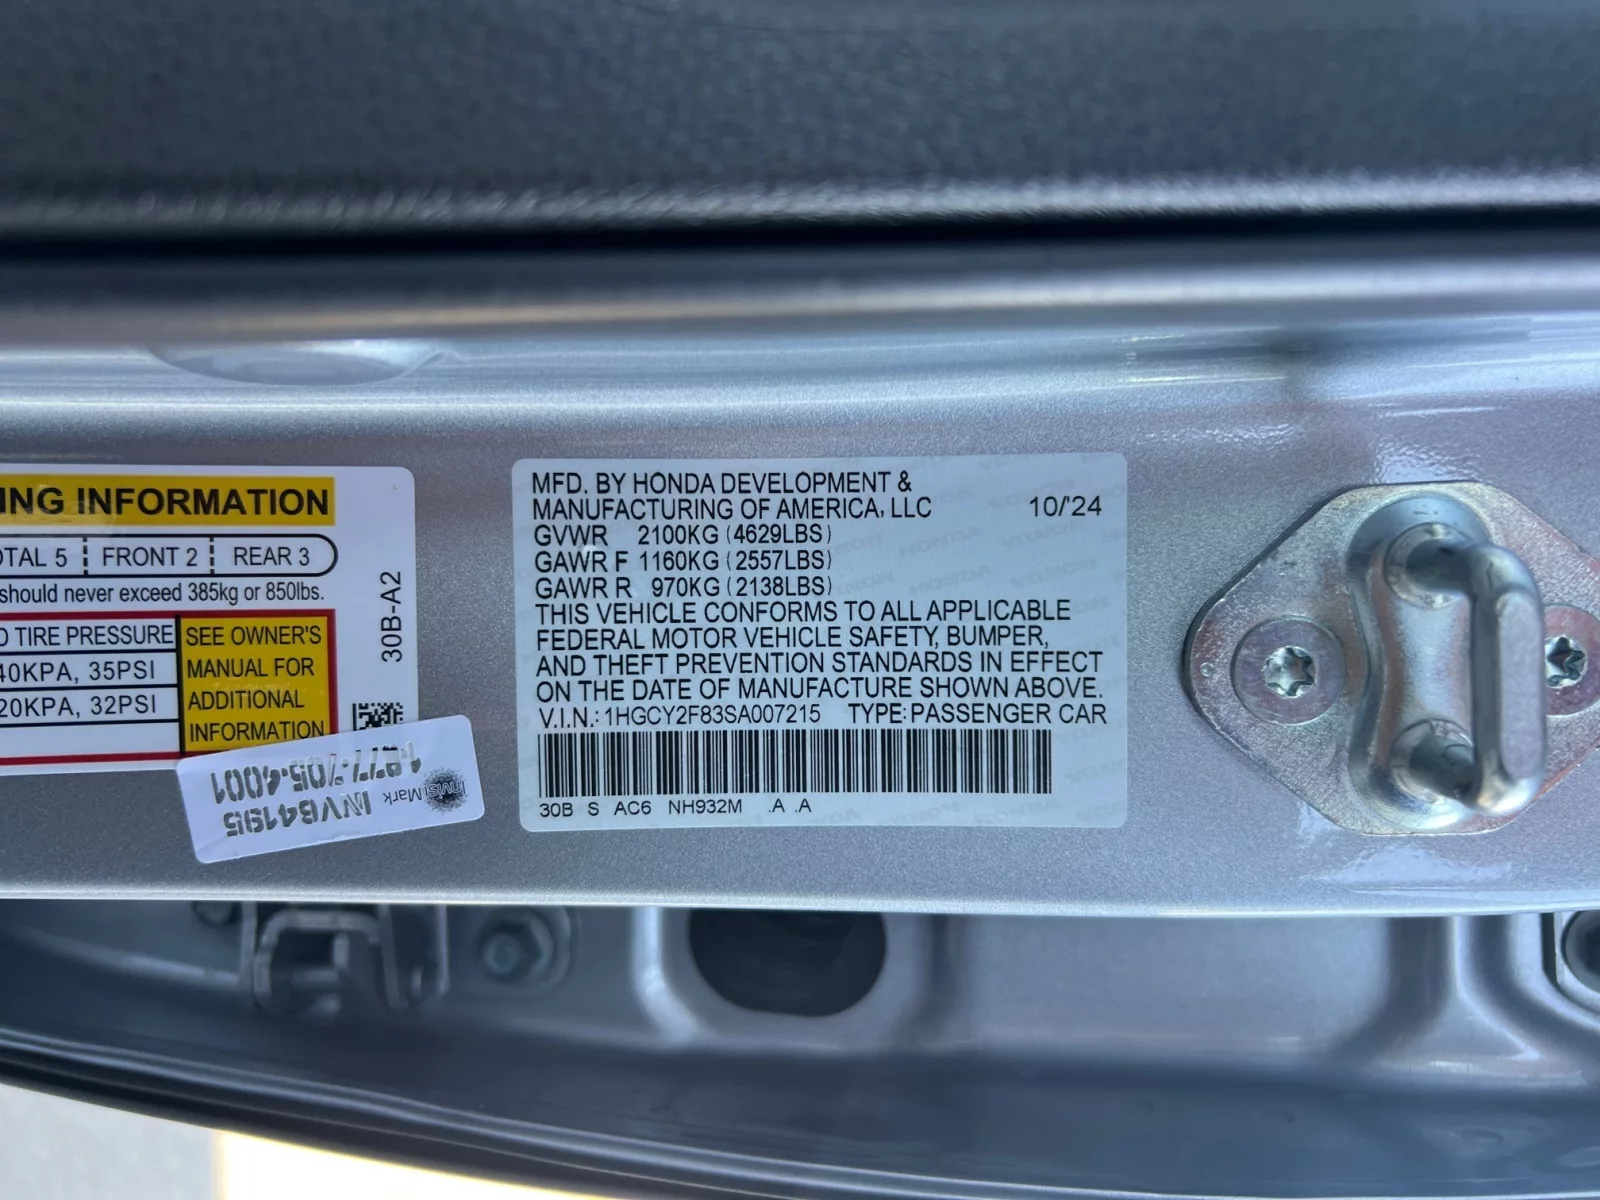 NG INFORMATION
OTAL 5 FRONT 2 REAR 3
should never exceed 385kg or 850lbs.
TIRE PRESSURE
40KPA, 35PSI
20KPA, 32PSI
SEE OWNER'S
MANUAL FOR
ADDITIONAL
INFORMATION
30B-A2
InvisiMark
1-877-705-4001
WVB4195
MFD. BY HONDA DEVELOPMENT &
MANUFACTURING OF AMERICA, LLC 10/'24
GVWR 2100KG (4629LBS)
GAWR F 1160KG (2557LBS)
GAWR R 970KG (2138LBS)
THIS VEHICLE CONFORMS TO ALL APPLICABLE
FEDERAL MOTOR VEHICLE SAFETY, BUMPER,
AND THEFT PREVENTION STANDARDS IN EFFECT
ON THE DATE OF MANUFACTURE SHOWN ABOVE.
V.I.N.: 1HGCY2F83SA007215 TYPE: PASSENGER CAR
30B S AC6 NH932M .A .A